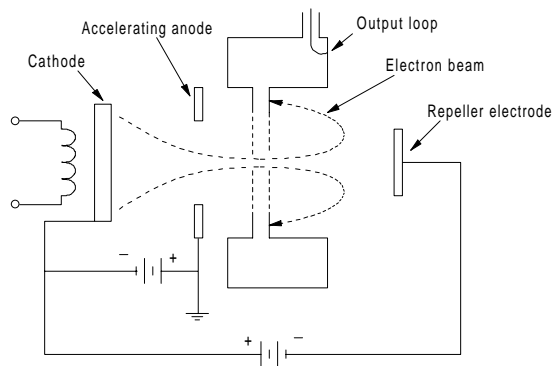 Output loop
Accelerating anode
Electron beam
Cathode
Repeller electrode
– +
+ –